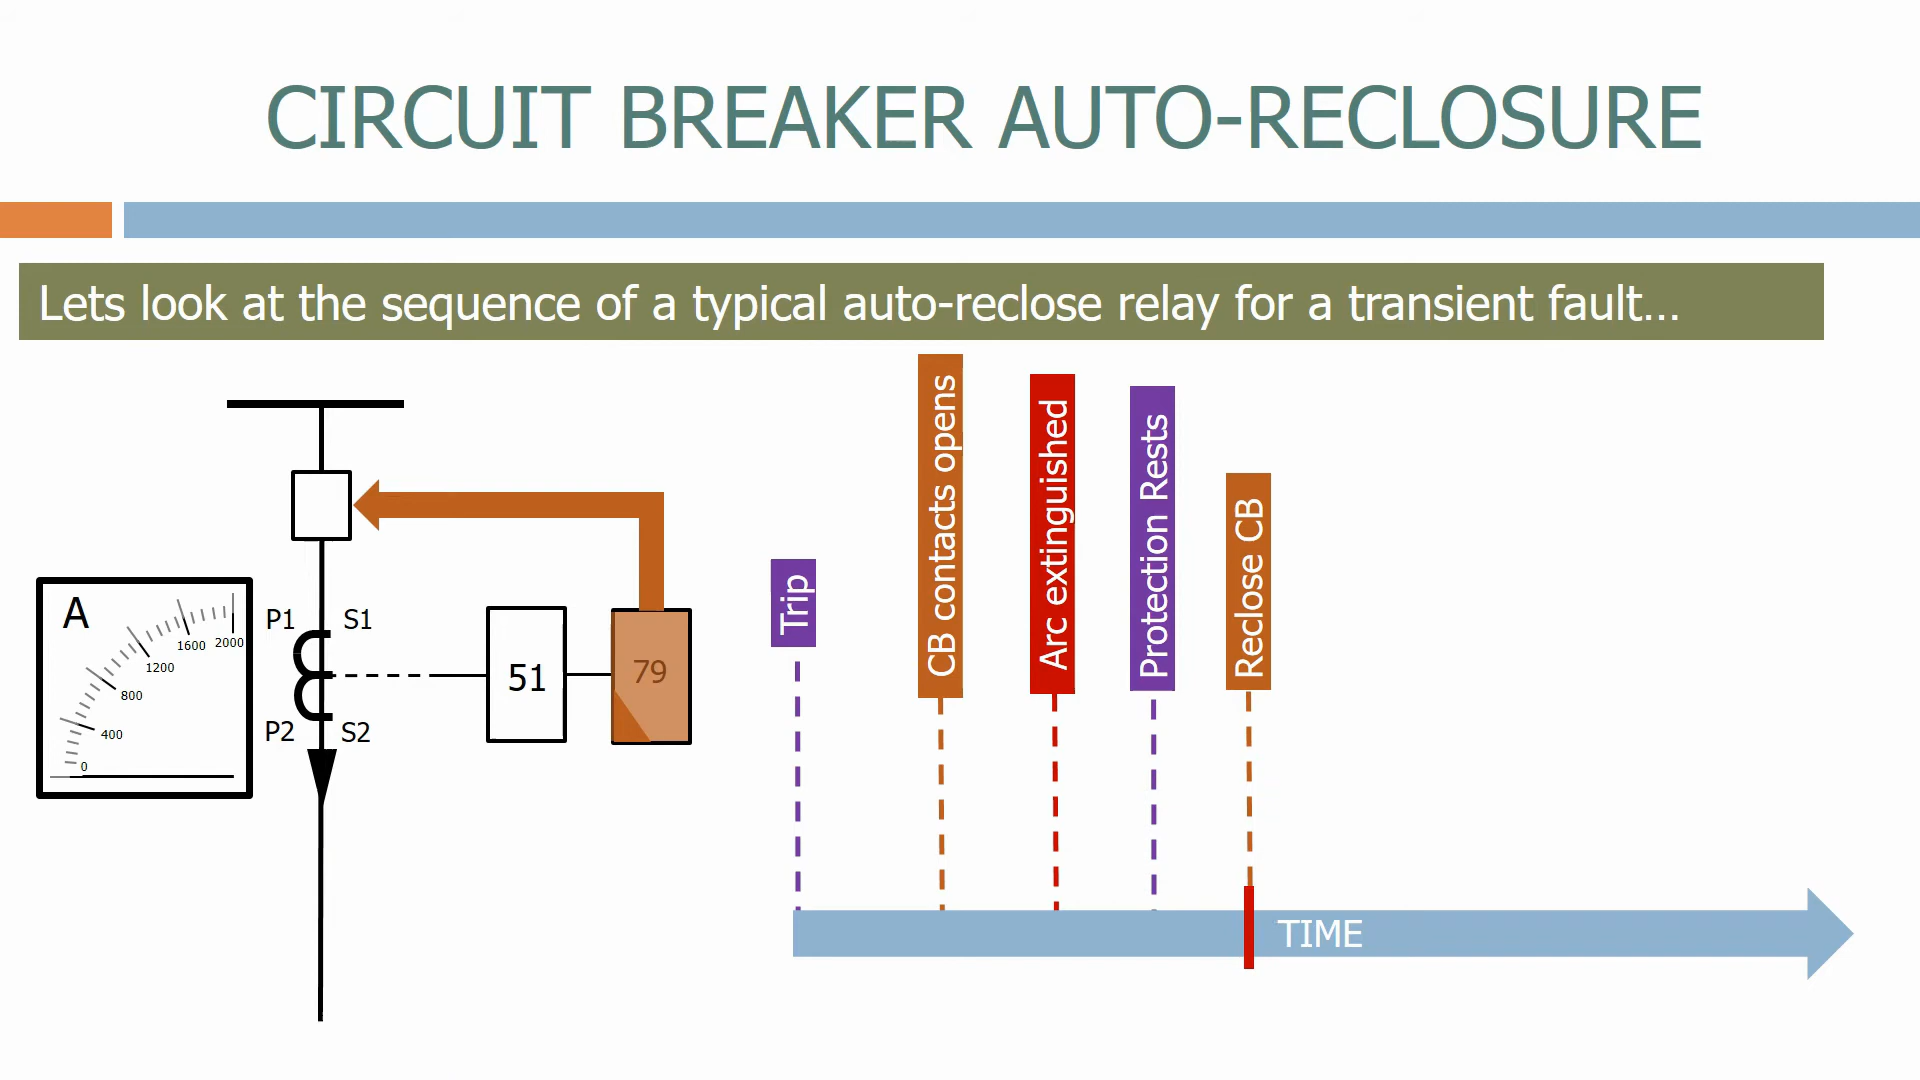 CIRCUIT BREAKER AUTO-RECLOSURE
Lets look at the sequence of a typical auto-reclose relay for a transient fault...
A
0
400
800
1200
1600
2000
P1
S1
P2
S2
51
79
Trip
CB contacts opens
Arc extinguished
Protection Rests
Reclose CB
TIME